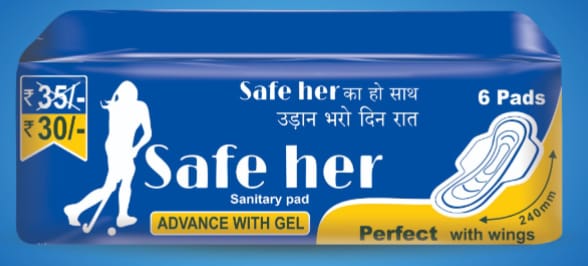 ₹ 35/-
₹ 30/-
Safe her का हो साथ
उड़ान भरो दिन रात
6 Pads
Safe her
Sanitary pad
ADVANCE WITH GEL
Perfect with wings
240mm